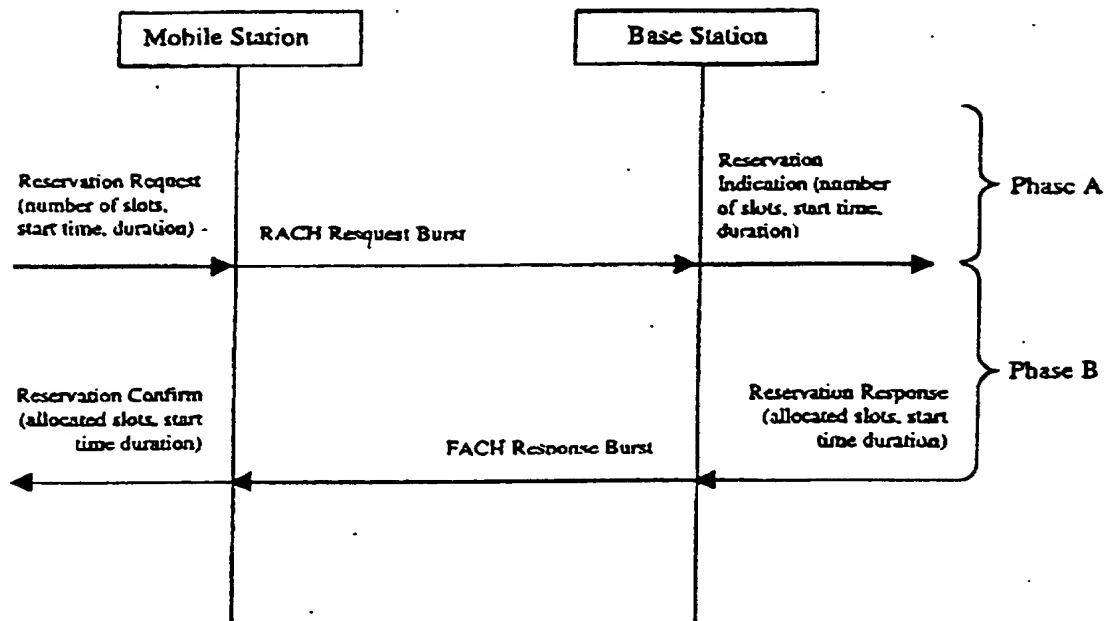 Mobile Station
Base Station
Reservation Request
(number of slots,
start time, duration)
RACH Resquest Burst
Reservation
Indication (number
of slots, start time,
duration)
Phase A
Phase B
Reservation Confirm
(allocated slots, start
time duration)
FACH Response Burst
Reservation Response
(allocated slots, start
time duration)